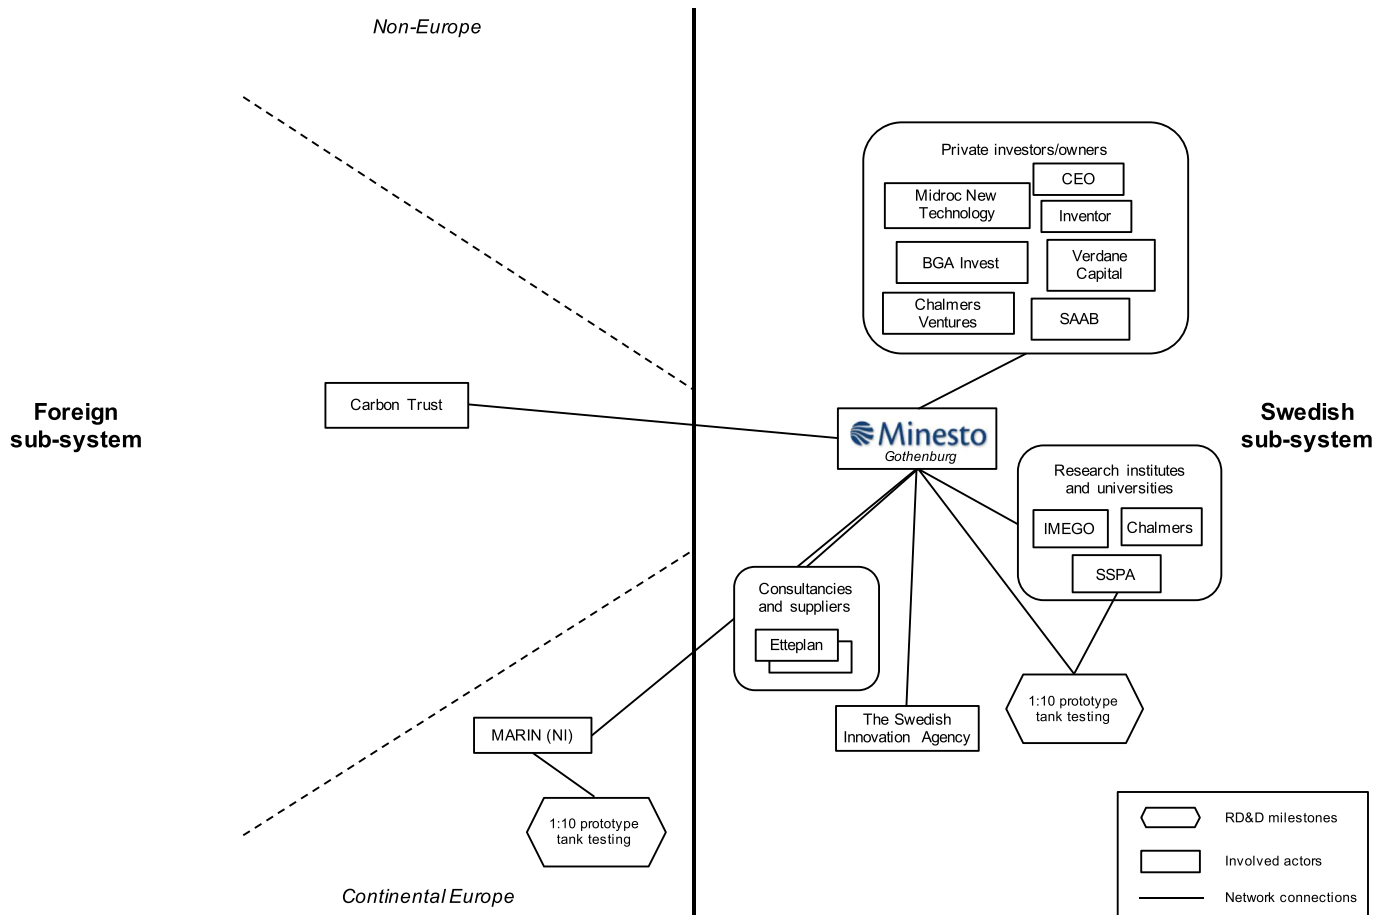 Non-Europe
Private investors/owners
CEO
Midroc New
Technology
Inventor
BGA Invest
Verdane
Capital
Chalmers
Ventures
SAAB
Foreign
sub-system
Carbon Trust
Minesto
Gothenburg
Swedish
sub-system
Research institutes
and universities
IMEGO
Chalmers
SSPA
Consultancies
and suppliers
Etteplan
MARIN (NI)
The Swedish
Innovation Agency
1:10 prototype
tank testing
1:10 prototype
tank testing
Continental Europe
RD&D milestones
Involved actors
Network connections